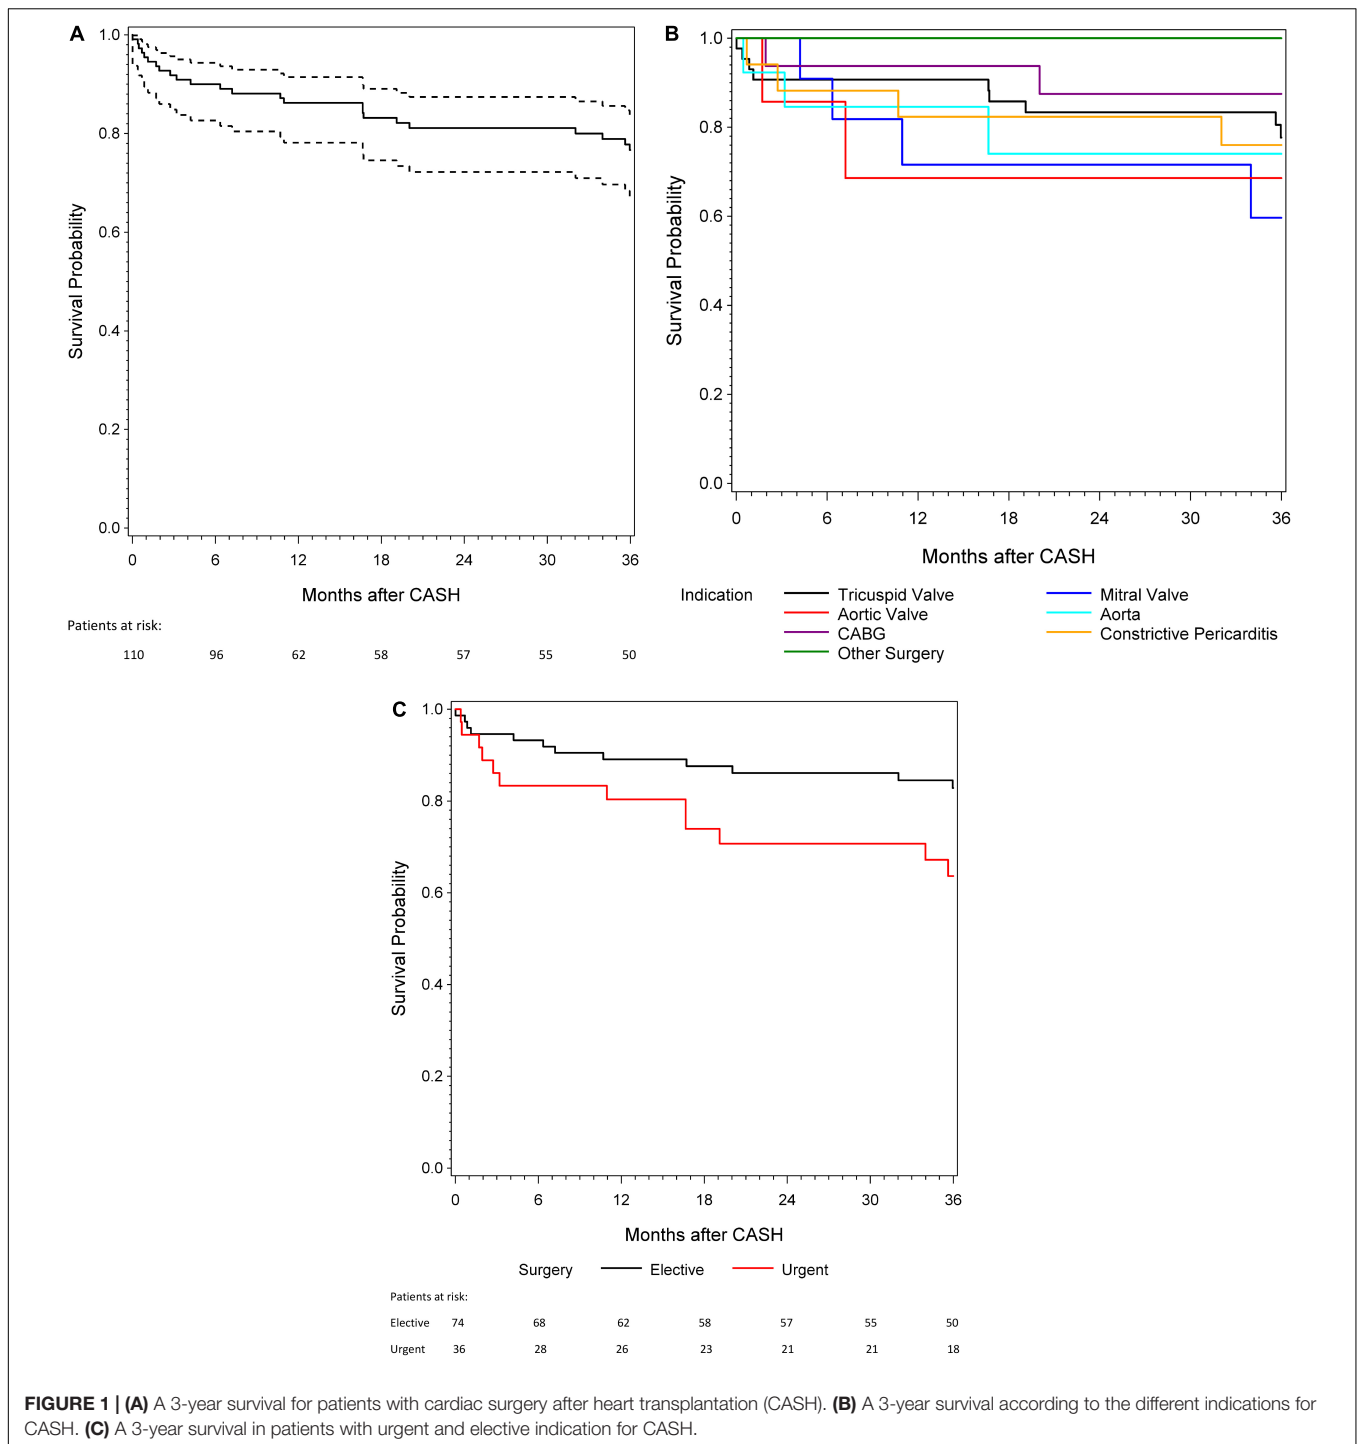 A
1.0
0.8
0.6
0.4
0.2
0.0
Survival Probability
0 6 12 18 24 30 36
Months after CASH
Patients at risk:
110 96 62 58 57 55 50
B
1.0
0.8
0.6
0.4
0.2
0.0
Survival Probability
0 6 12 18 24 30 36
Months after CASH
Indication Tricuspid Valve Mitral Valve
Aortic Valve Aorta
CABG Constrictive Pericarditis
Other Surgery
C
1.0
0.8
0.6
0.4
0.2
0.0
Survival Probability
0 6 12 18 24 30 36
Months after CASH
Surgery Elective Urgent
Patients at risk:
Elective 74 68 62 58 57 55 50
Urgent 36 28 26 23 21 21 18
FIGURE 1 | (A) A 3-year survival for patients with cardiac surgery after heart transplantation (CASH). (B) A 3-year survival according to the different indications for
CASH. (C) A 3-year survival in patients with urgent and elective indication for CASH.